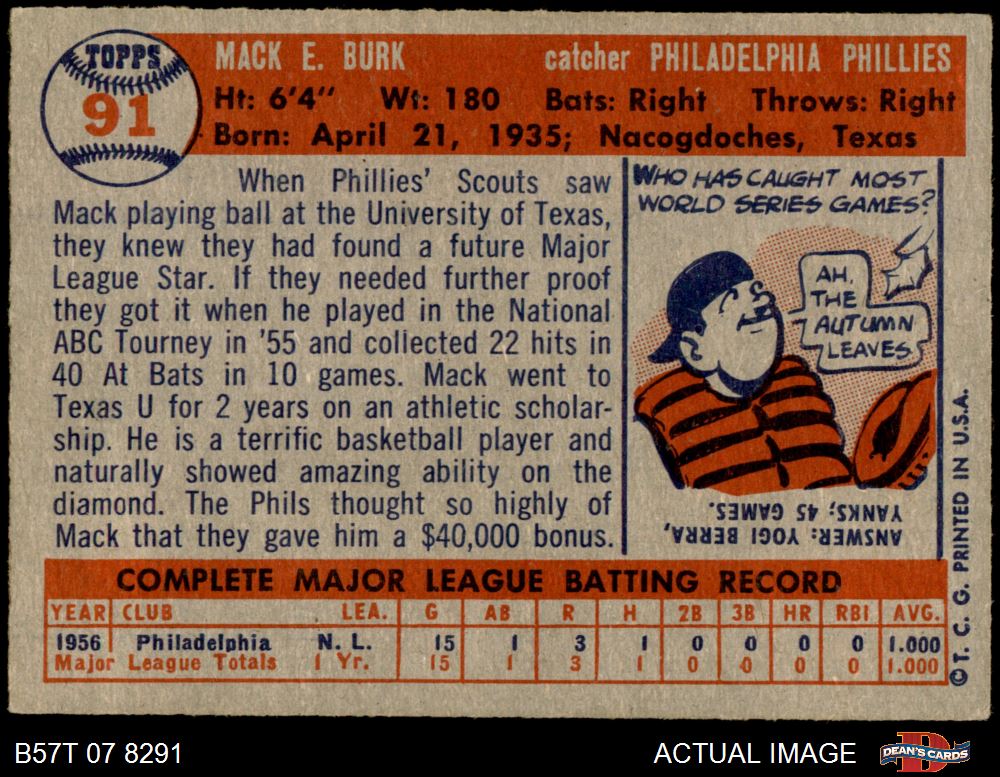 TOPPS
91
MACK E. BURK catcher PHILADELPHIA PHILLIES
Ht: 6'4" Wt: 180 Bats: Right Throws: Right
Born: April 21, 1935; Nacogdoches, Texas
When Phillies' Scouts saw
Mack playing ball at the University of Texas,
they knew they had found a future Major
League Star. If they needed further proof
they got it when he played in the National
ABC Tourney in '55 and collected 22 hits in
40 At Bats in 10 games. Mack went to
Texas U for 2 years on an athletic scholar-
ship. He is a terrific basketball player and
naturally showed amazing ability on the
diamond. The Phils thought so highly of
Mack that they gave him a $40,000 bonus.
WHO HAS CAUGHT MOST
WORLD SERIES GAMES?
AH,
THE
AUTUMN
LEAVES
ANSWER: YOGI BERRA,
YANKS; 45 GAMES.
© T. C. G. PRINTED IN U.S.A.
COMPLETE MAJOR LEAGUE BATTING RECORD
YEAR CLUB LEA. G AB R H 2B 3B HR RBI AVG.
1956 Philadelphia N. L. 15 1 3 1 0 0 0 0 1.000
Major League Totals 1 Yr. 15 1 3 1 0 0 0 0 1.000
B57T 07 8291 ACTUAL IMAGE DEAN'S CARDS